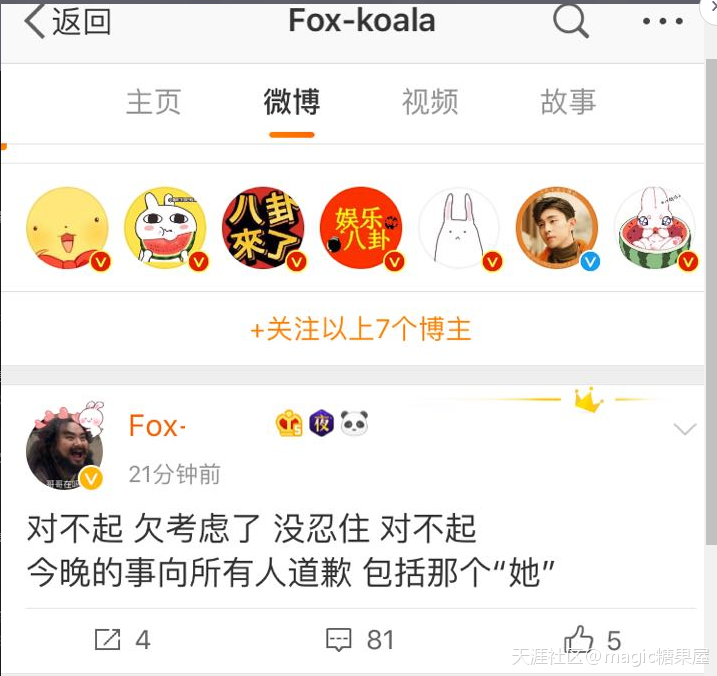 返回
Fox-koala
主页 微博 视频 故事
八卦來了
娱乐八卦
+关注以上7个博主
Fox-
夜
21分钟前
对不起 欠考虑了 没忍住 对不起
今晚的事向所有人道歉 包括那个“她”
4 81 5
天涯社区@magic糖果屋